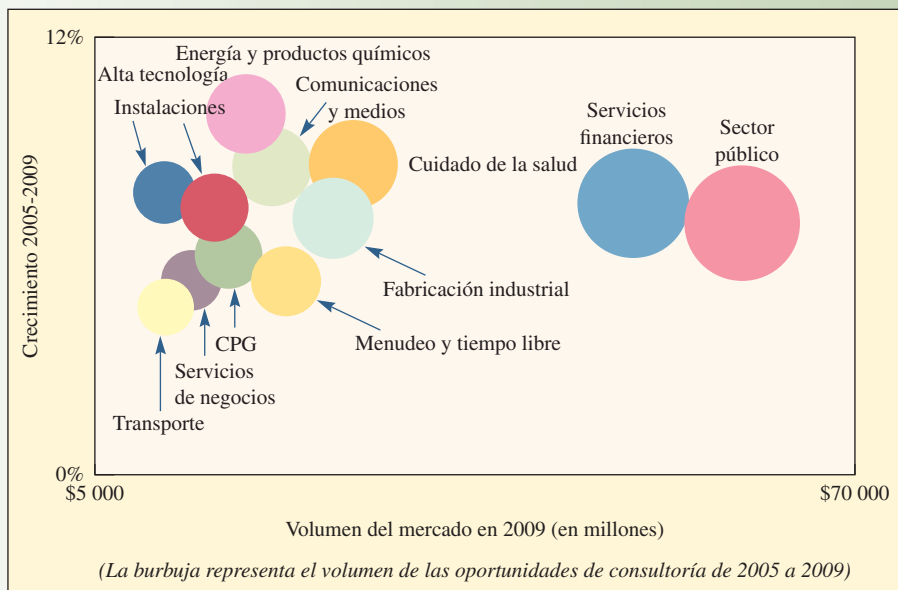 12%
Energía y productos químicos
Alta tecnología
Comunicaciones
y medios
Instalaciones
Servicios
financieros
Sector
público
Cuidado de la salud
Crecimiento 2005-2009
Fabricación industrial
CPG
Menudeo y tiempo libre
Servicios
de negocios
Transporte
0%
$5 000
$70 000
Volumen del mercado en 2009 (en millones)
(La burbuja representa el volumen de las oportunidades de consultoría de 2005 a 2009)